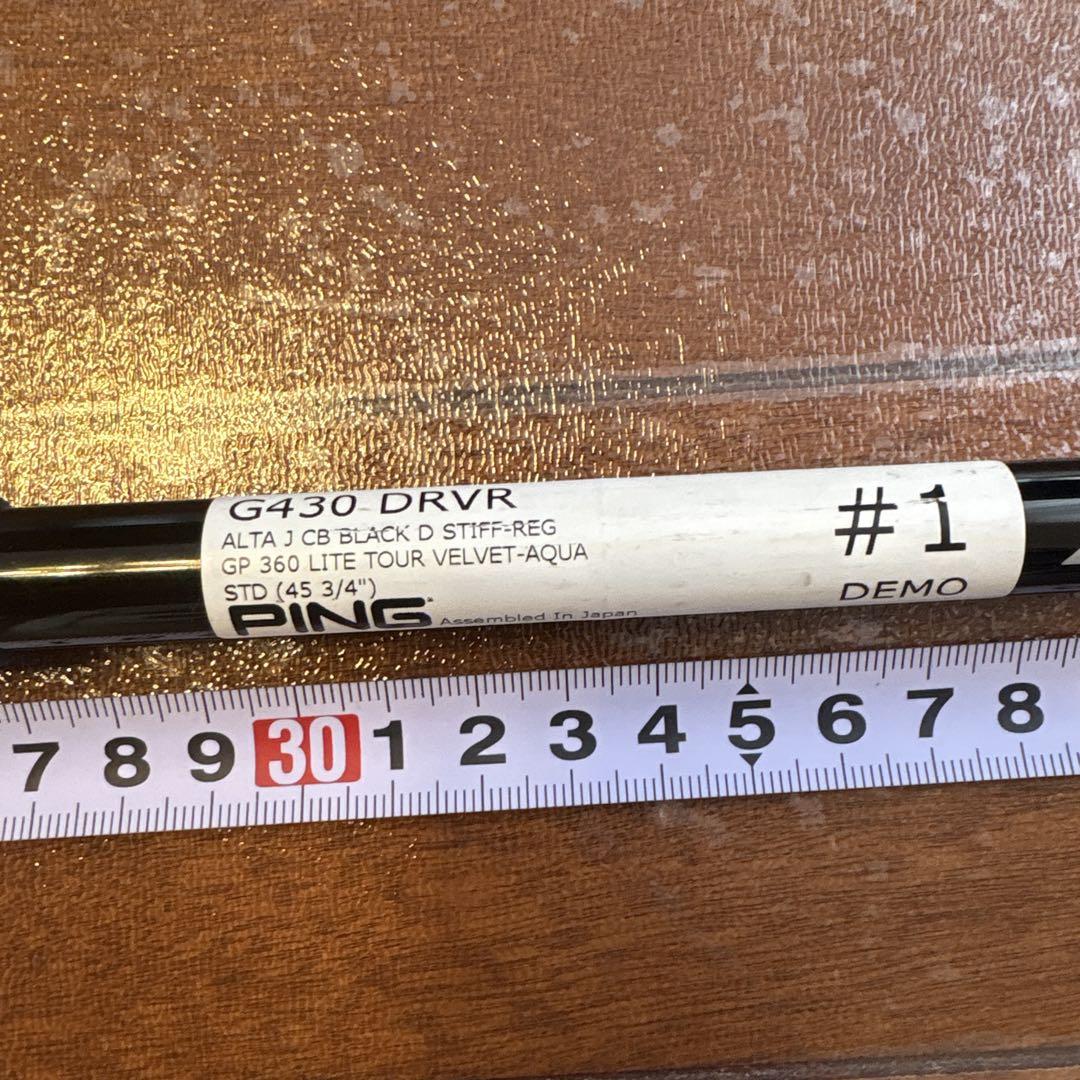 G430 DRVR
ALTA J CB BLACK D STIFF-REG
GP 360 LITE TOUR VELVET-AQUA
STD (45 3/4")
PING Assembled In Japan
#1
DEMO
7 8 9 30 1 2 3 4 5 6 7 8